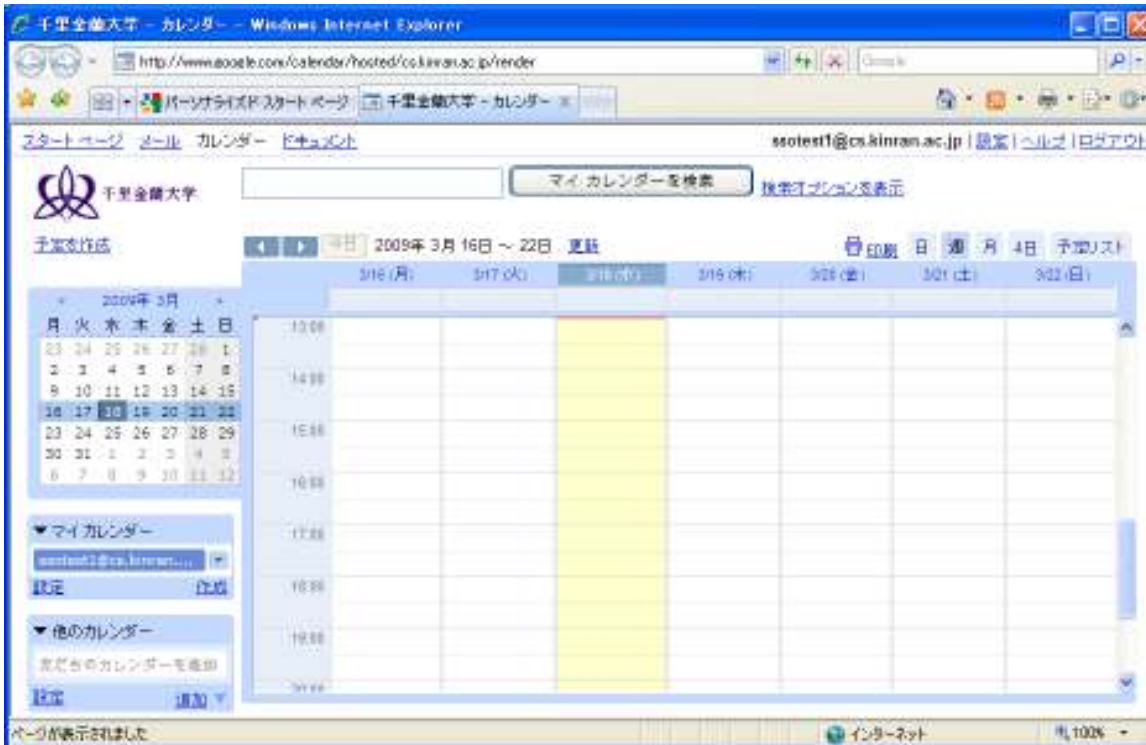 千里金蘭大学 - カレンダー - Windows Internet Explorer
http://www.google.com/calendar/hosted/cs.kinran.ac.jp/render
Google
パーソナライズド スタート ページ 千里金蘭大学 - カレンダー
スタート ページ メール カレンダー ドキュメント ssotest1@cs.kinran.ac.jp | 設定 | ヘルプ | ログアウト
千里金蘭大学 マイ カレンダーを検索 検索オプションを表示
予定を作成 今日 2009年 3月 16日 ~ 22日 更新 印刷 日 週 月 4日 予定リスト
3/16 (月) 3/17 (火) 3/18 (水) 3/19 (木) 3/20 (金) 3/21 (土) 3/22 (日)
« 2009年 3月 »
月 火 水 木 金 土 日
23 24 25 26 27 28 1
2 3 4 5 6 7 8
9 10 11 12 13 14 15
16 17 18 19 20 21 22
23 24 25 26 27 28 29
30 31 1 2 3 4 5
6 7 8 9 10 11 12
13:00
14:00
15:00
16:00
17:00
18:00
19:00
20:00
▼マイ カレンダー
ssotest1@cs.kinran....
設定 作成
▼他のカレンダー
友だちのカレンダーを追加
設定 追加 ▼
ページが表示されました インターネット 100%